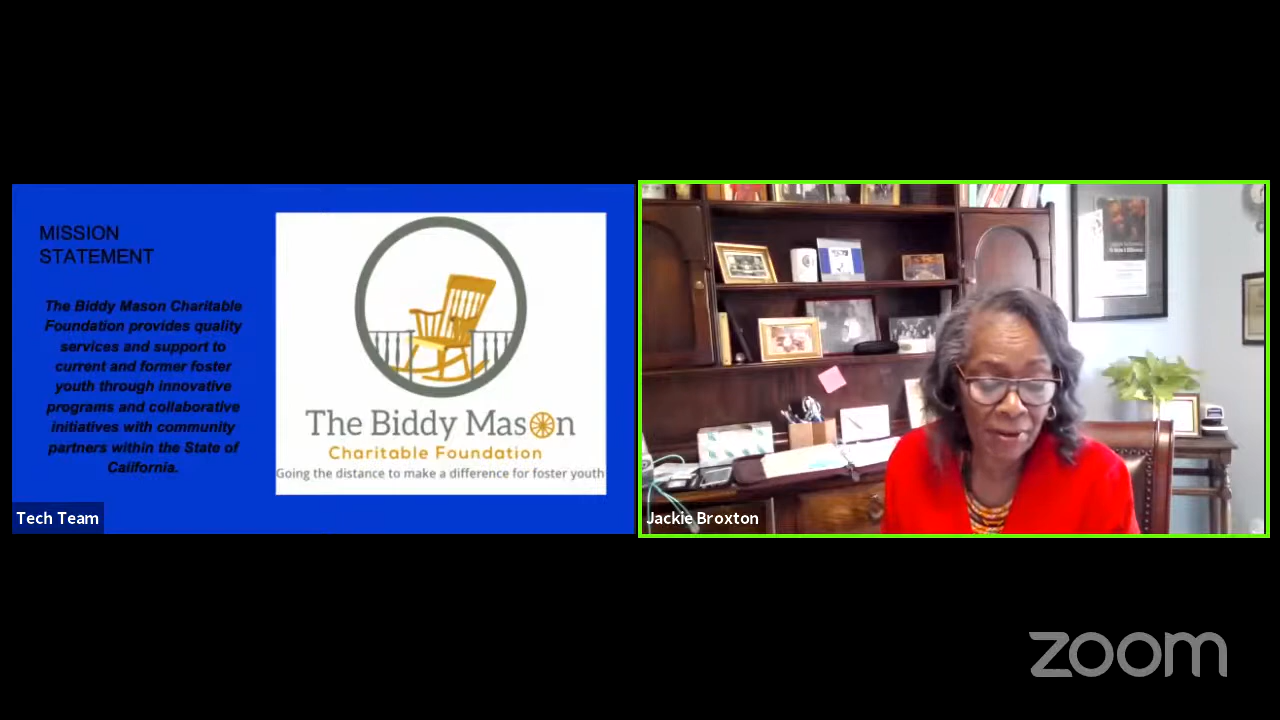 MISSION
STATEMENT
The Biddy Mason Charitable
Foundation provides quality
services and support to
current and former foster
youth through innovative
programs and collaborative
initiatives with community
partners within the State of
California.
The Biddy Mason
Charitable Foundation
Going the distance to make a difference for foster youth
Tech Team
Jackie Broxton
zoom